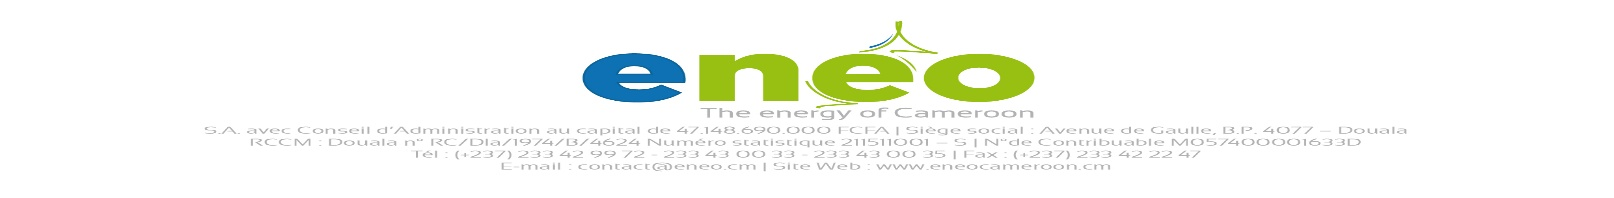 eneo
The energy of Cameroon
S.A. avec Conseil d'Administration au capital de 47.148.690.000 FCFA | Siège social : Avenue de Gaulle, B.P. 4077 – Douala
RCCM : Douala n° RC/Dla/1974/B/4624 Numéro statistique 211511001 – S | N°de Contribuable M057400001633D
Tél : (+237) 233 42 99 72 - 233 43 00 33 - 233 43 00 35 | Fax : (+237) 233 42 22 47
E-mail : contact@eneo.cm | Site Web : www.eneocameroon.cm